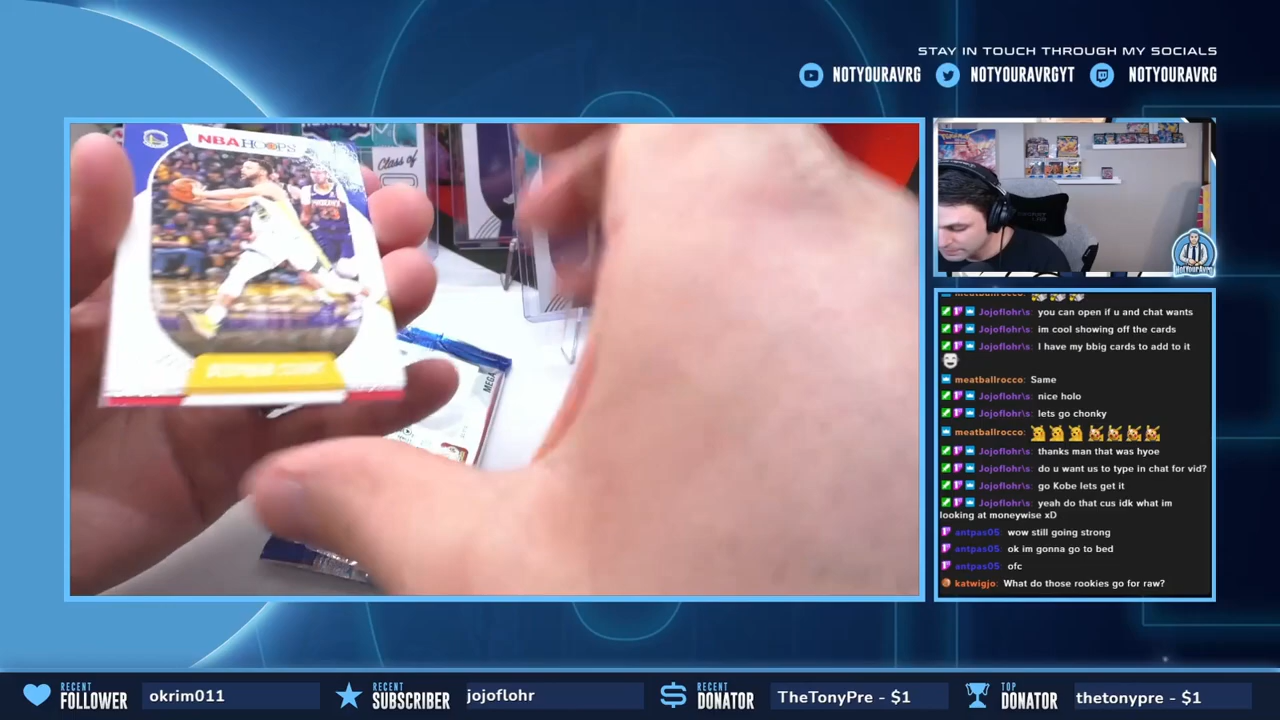 STAY IN TOUCH THROUGH MY SOCIALS
NOTYOURAVRG NOTYOURAVRGYT NOTYOURAVRG
NBA HOOPS
Class of
PHOENIX
MEGA
NotYourAvrg
Jojoflohr\s: you can open if u and chat wants
Jojoflohr\s: im cool showing off the cards
Jojoflohr\s: I have my bbig cards to add to it
meatballrocco: Same
Jojoflohr\s: nice holo
Jojoflohr\s: lets go chonky
meatballrocco:
Jojoflohr\s: thanks man that was hyoe
Jojoflohr\s: do u want us to type in chat for vid?
Jojoflohr\s: go Kobe lets get it
Jojoflohr\s: yeah do that cus idk what im
looking at moneywise xD
antpas05: wow still going strong
antpas05: ok im gonna go to bed
antpas05: ofc
katwigjo: What do those rookies go for raw?
RECENT FOLLOWER okrim011
RECENT SUBSCRIBER jojoflohr
RECENT DONATOR TheTonyPre - $1
TOP DONATOR thetonypre - $1